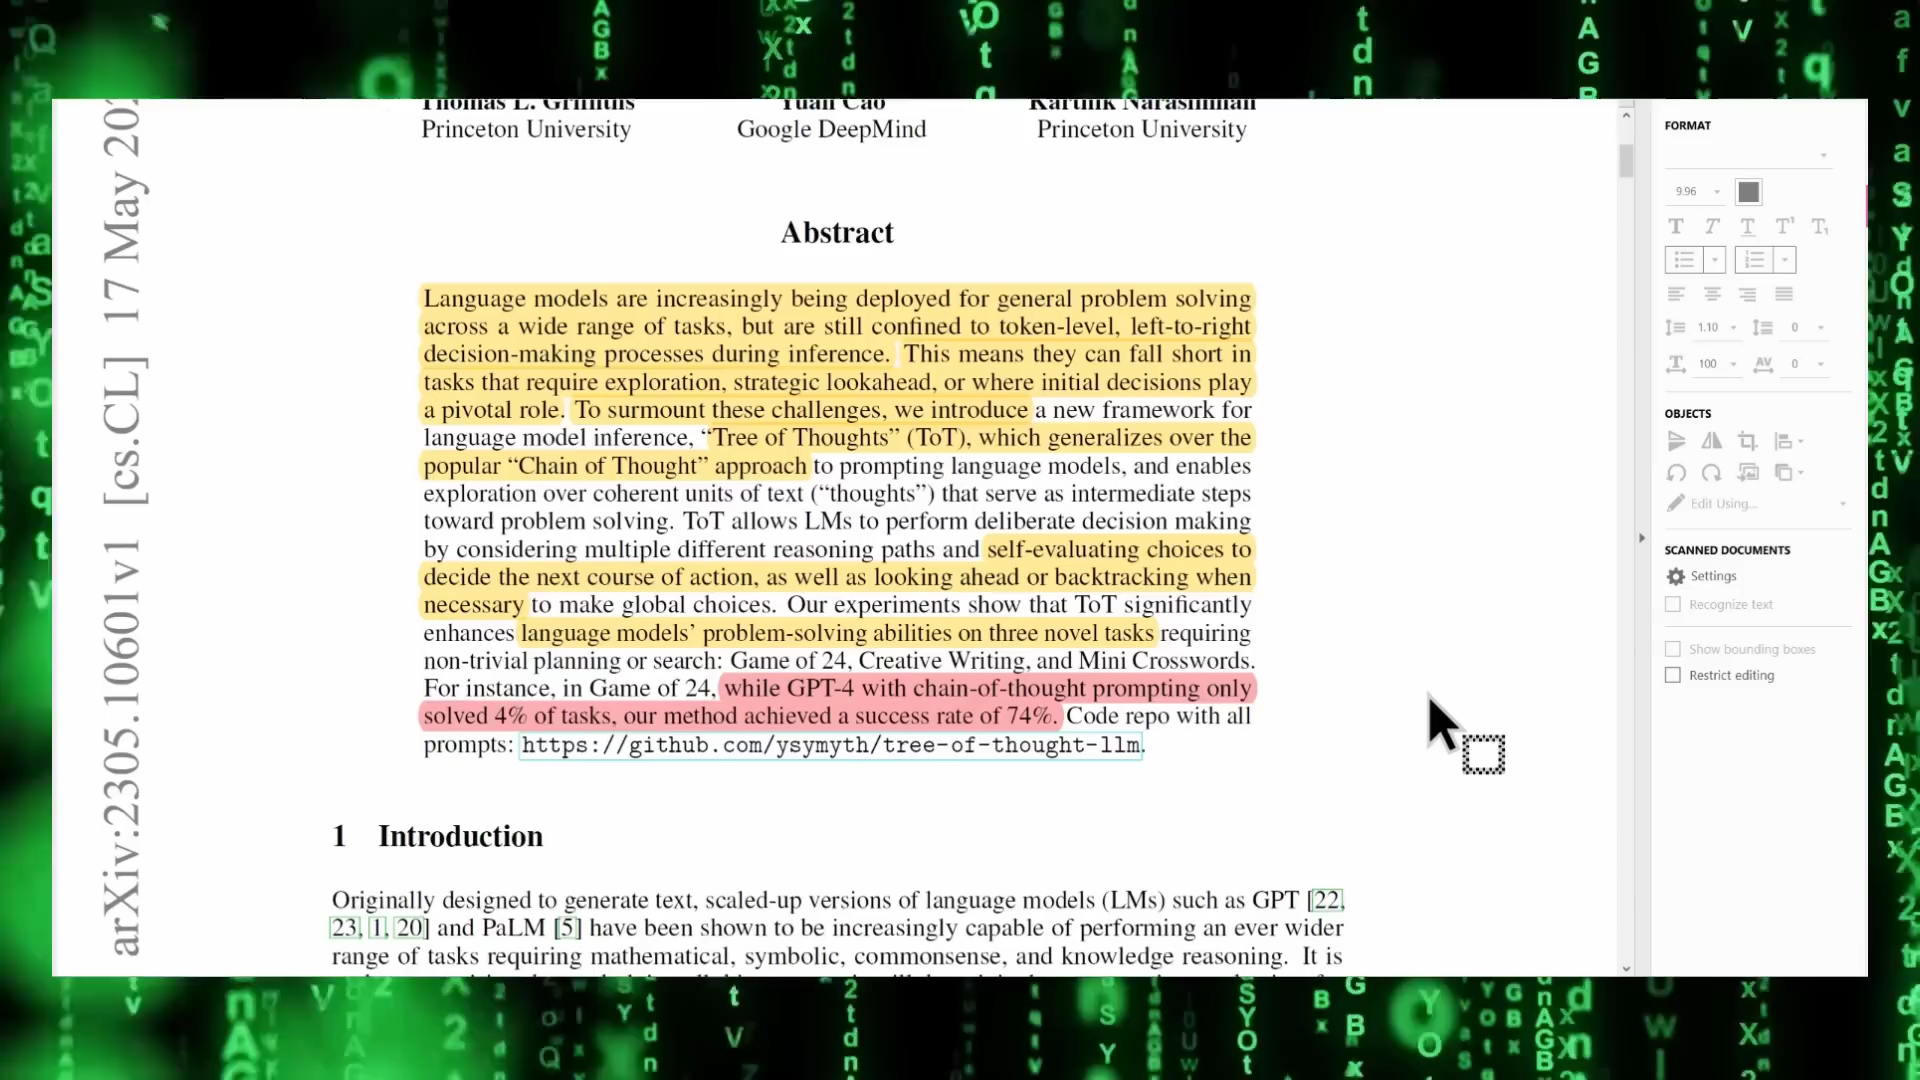 Thomas L. Griffiths Yuan Cao Karthik Narasimhan
Princeton University Google DeepMind Princeton University
Abstract
Language models are increasingly being deployed for general problem solving
across a wide range of tasks, but are still confined to token-level, left-to-right
decision-making processes during inference. This means they can fall short in
tasks that require exploration, strategic lookahead, or where initial decisions play
a pivotal role. To surmount these challenges, we introduce a new framework for
language model inference, “Tree of Thoughts” (ToT), which generalizes over the
popular “Chain of Thought” approach to prompting language models, and enables
exploration over coherent units of text (“thoughts”) that serve as intermediate steps
toward problem solving. ToT allows LMs to perform deliberate decision making
by considering multiple different reasoning paths and self-evaluating choices to
decide the next course of action, as well as looking ahead or backtracking when
necessary to make global choices. Our experiments show that ToT significantly
enhances language models’ problem-solving abilities on three novel tasks requiring
non-trivial planning or search: Game of 24, Creative Writing, and Mini Crosswords.
For instance, in Game of 24, while GPT-4 with chain-of-thought prompting only
solved 4% of tasks, our method achieved a success rate of 74%. Code repo with all
prompts: https://github.com/ysymyth/tree-of-thought-llm.
1 Introduction
Originally designed to generate text, scaled-up versions of language models (LMs) such as GPT [22,
23, 1, 20] and PaLM [5] have been shown to be increasingly capable of performing an ever wider
range of tasks requiring mathematical, symbolic, commonsense, and knowledge reasoning. It is
arXiv:2305.10601v1 [cs.CL] 17 May 202
FORMAT
9.96
1.10 0
100 0
OBJECTS
Edit Using...
SCANNED DOCUMENTS
Settings
Recognize text
Show bounding boxes
Restrict editing